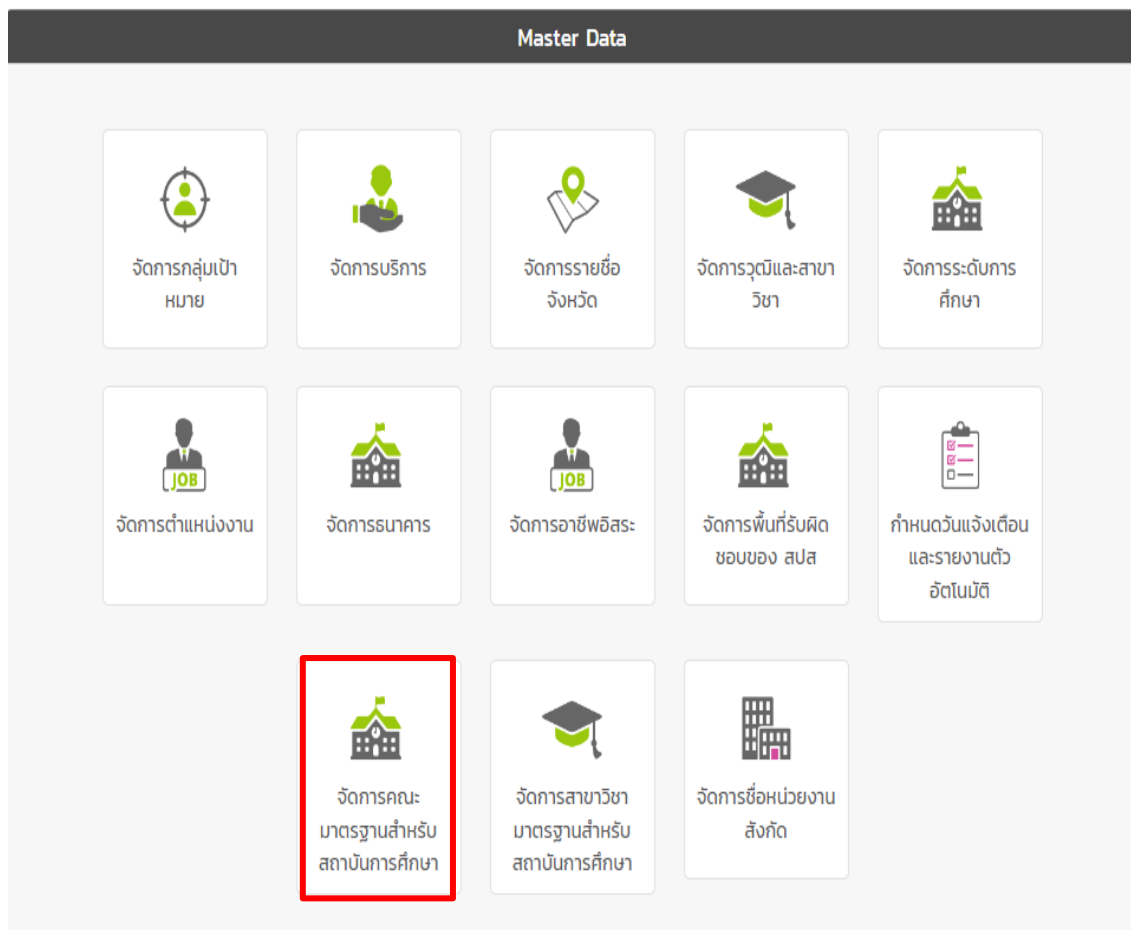 Master Data
จัดการกลุ่มเป้า
หมาย
จัดการบริการ
จัดการรายชื่อ
จังหวัด
จัดการวุฒิและสาขา
วิชา
จัดการระดับการ
ศึกษา
JOB
จัดการตำแหน่งงาน
จัดการธนาคาร
JOB
จัดการอาชีพอิสระ
จัดการพื้นที่รับผิด
ชอบของ สปส
กำหนดวันแจ้งเตือน
และรายงานตัว
อัตโนมัติ
จัดการคณะ
มาตรฐานสำหรับ
สถาบันการศึกษา
จัดการสาขาวิชา
มาตรฐานสำหรับ
สถาบันการศึกษา
จัดการชื่อหน่วยงาน
สังกัด